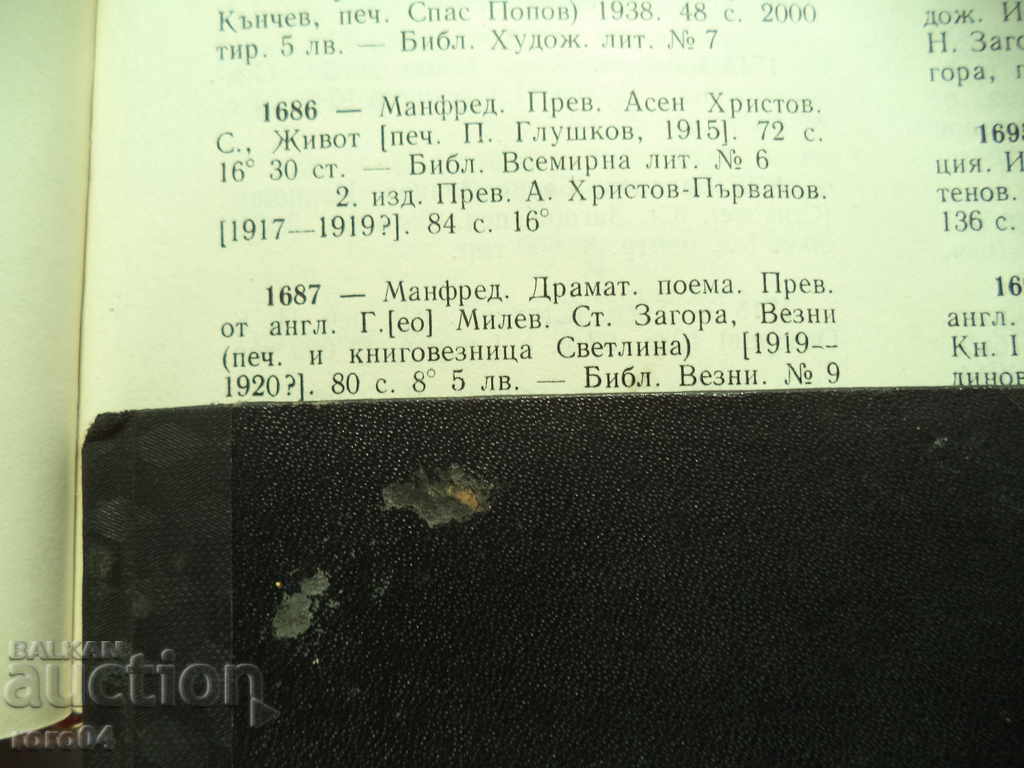 Кънчев, печ. Спас Попов) 1938. 48 с. 2000
тир. 5 лв. — Библ. Худож. лит. № 7
1686 — Манфред. Прев. Асен Христов.
С., Живот [печ. П. Глушков, 1915]. 72 с.
16° 30 ст. — Библ. Всемирна лит. № 6
2. изд. Прев. А. Христов-Първанов.
[1917—1919?]. 84 с. 16°
1687 — Манфред. Драмат. поема. Прев.
от англ. Г.[ео] Милев. Ст. Загора, Везни
(печ. и книговезница Светлина) [1919—
1920?]. 80 с. 8° 5 лв. — Библ. Везни. № 9
дож. И
Н. Заго
гора, п
169
ция. И
тенов.
136 с.
16
англ.
Кн. I
динов
BALKAN
auction
roro04